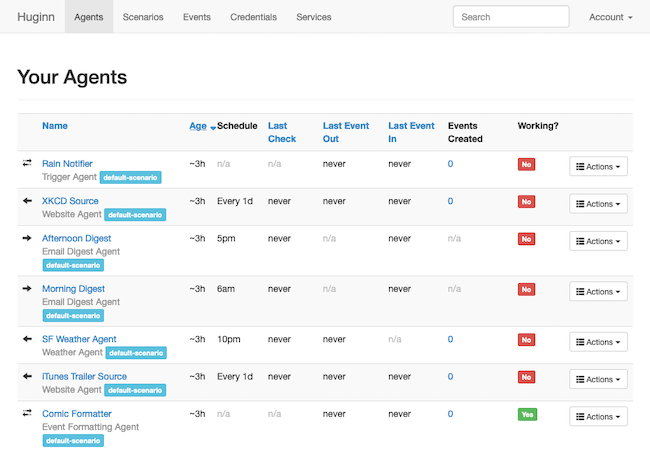 Huginn Agents Scenarios Events Credentials Services Search Account
Your Agents
Name Age Schedule Last Check Last Event Out Last Event In Events Created Working?
Rain Notifier ~3h n/a n/a never never 0 No Actions
Trigger Agent default-scenario
XKCD Source ~3h Every 1d never never never 0 No Actions
Website Agent default-scenario
Afternoon Digest ~3h 5pm never n/a never n/a No Actions
Email Digest Agent
default-scenario
Morning Digest ~3h 6am never n/a never n/a No Actions
Email Digest Agent
default-scenario
SF Weather Agent ~3h 10pm never never n/a 0 No Actions
Weather Agent default-scenario
iTunes Trailer Source ~3h Every 1d never never never 0 No Actions
Website Agent default-scenario
Comic Formatter ~3h n/a n/a never never 0 Yes Actions
Event Formatting Agent
default-scenario